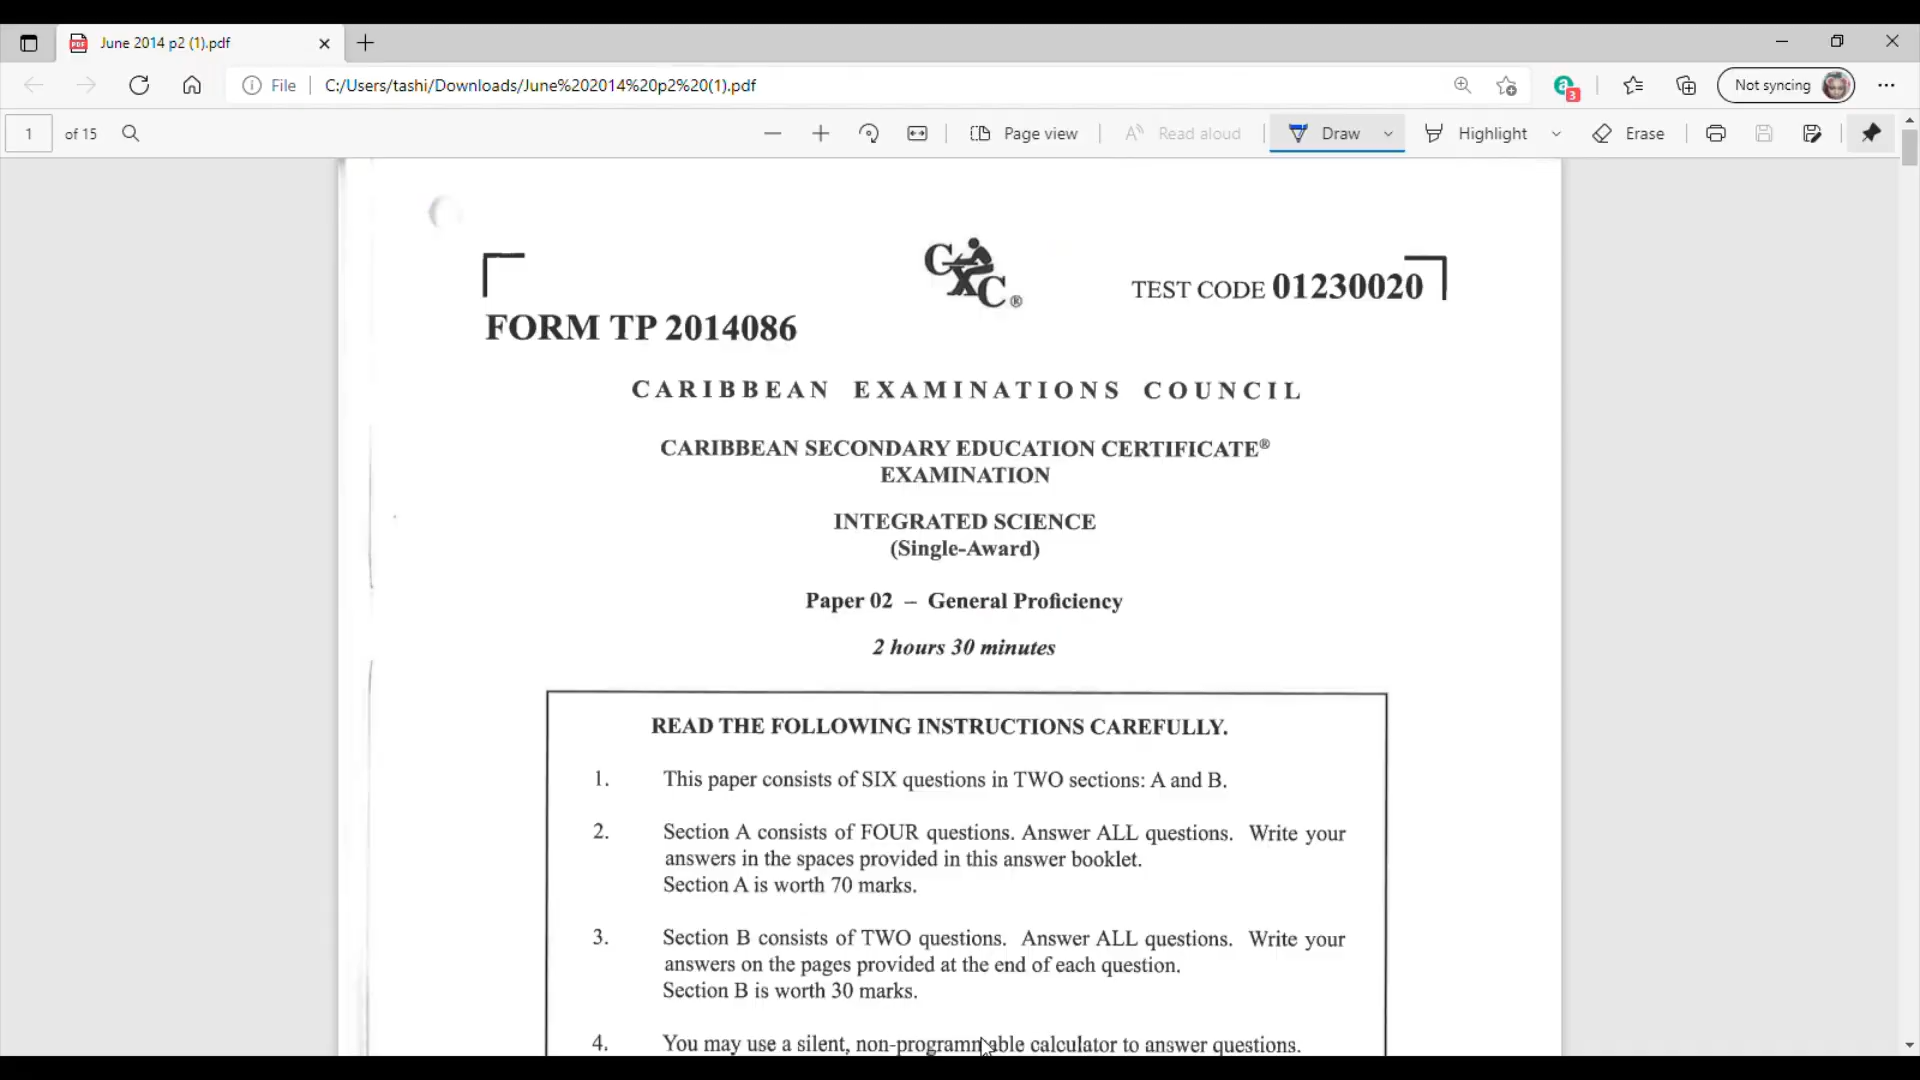 June 2014 p2 (1).pdf
File
C:/Users/tashi/Downloads/June%202014%20p2%20(1).pdf
3
Not syncing
1 of 15
Page view
Read aloud
Draw
Highlight
Erase
CXC®
TEST CODE 01230020
FORM TP 2014086
CARIBBEAN EXAMINATIONS COUNCIL
CARIBBEAN SECONDARY EDUCATION CERTIFICATE®
EXAMINATION
INTEGRATED SCIENCE
(Single-Award)
Paper 02 – General Proficiency
2 hours 30 minutes
READ THE FOLLOWING INSTRUCTIONS CAREFULLY.
1. This paper consists of SIX questions in TWO sections: A and B.
2. Section A consists of FOUR questions. Answer ALL questions. Write your
answers in the spaces provided in this answer booklet.
Section A is worth 70 marks.
3. Section B consists of TWO questions. Answer ALL questions. Write your
answers on the pages provided at the end of each question.
Section B is worth 30 marks.
4. You may use a silent, non-programmable calculator to answer questions.